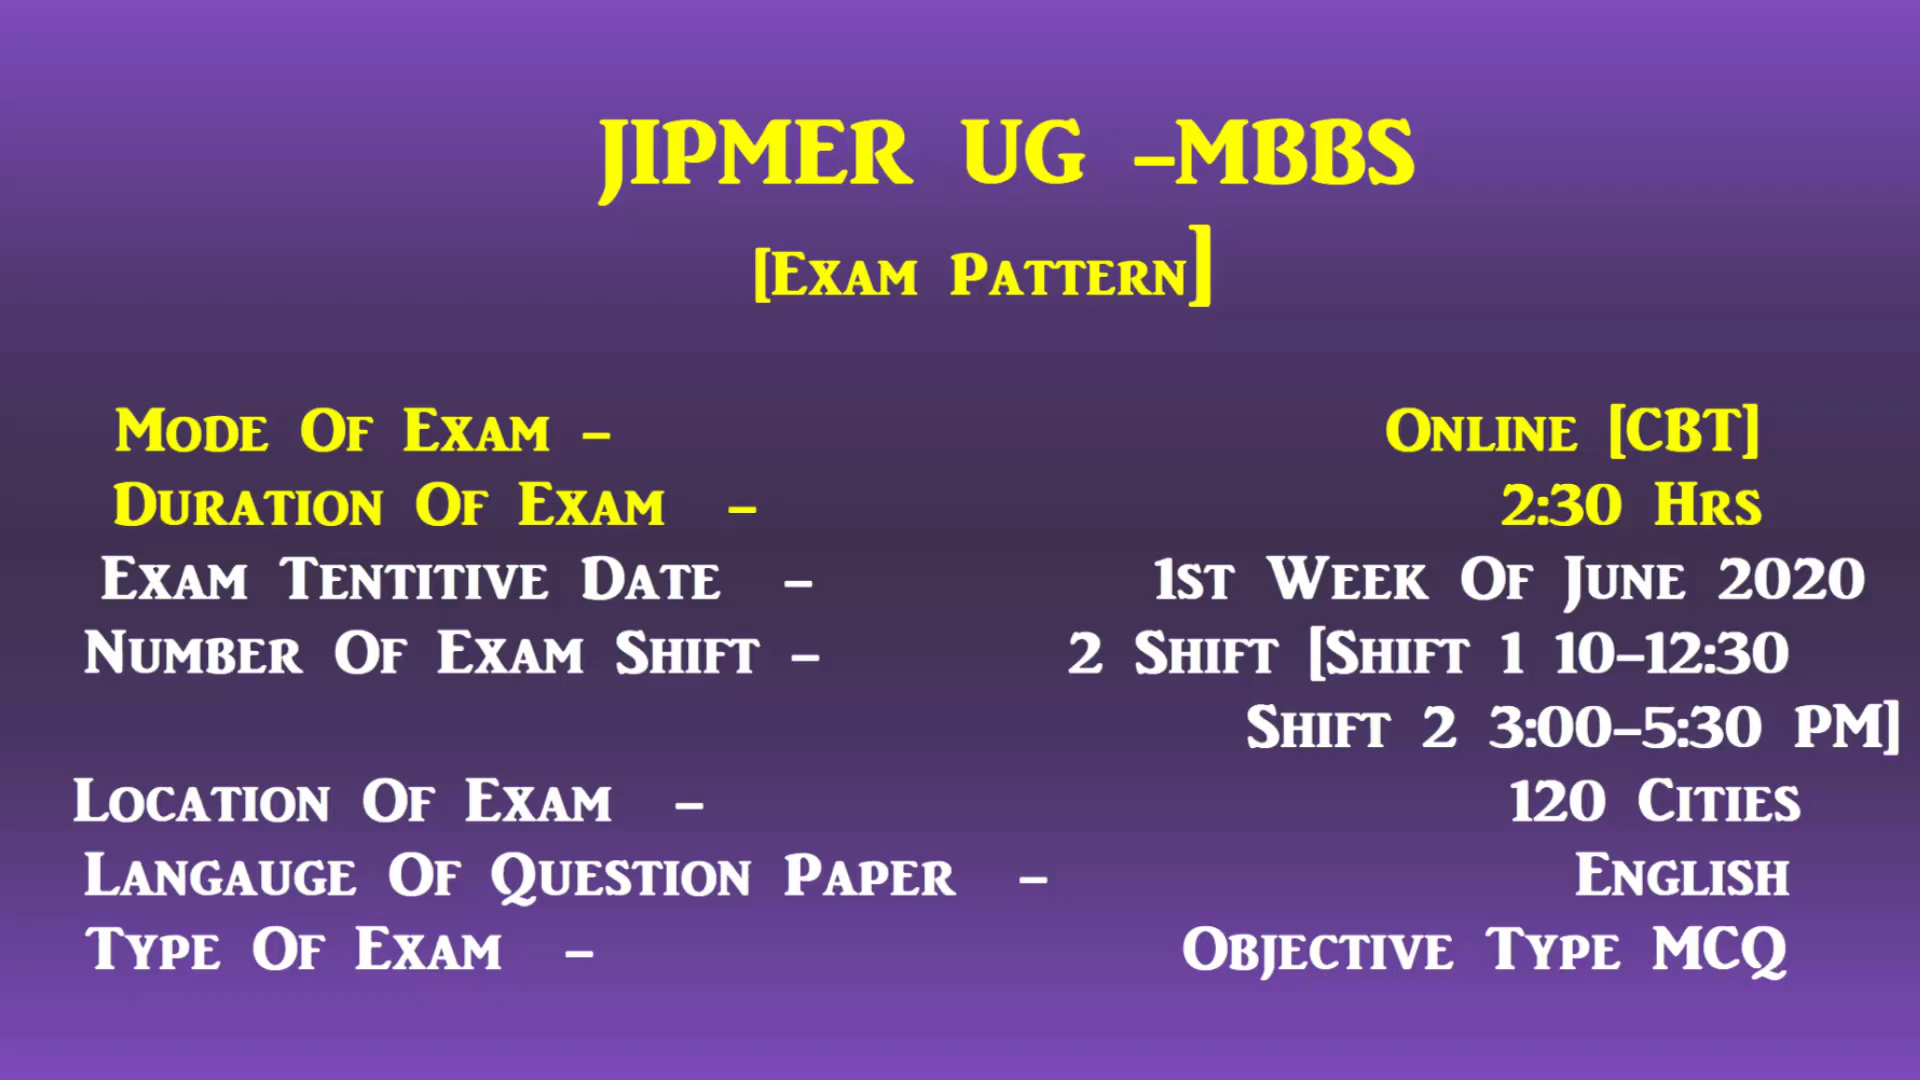 JIPMER UG -MBBS
[Exam Pattern]
Mode Of Exam - Online [CBT]
Duration Of Exam - 2:30 Hrs
Exam Tentitive Date - 1st Week Of June 2020
Number Of Exam Shift - 2 Shift [Shift 1 10-12:30
Shift 2 3:00-5:30 PM]
Location Of Exam - 120 Cities
Langauge Of Question Paper - English
Type Of Exam - Objective Type MCQ